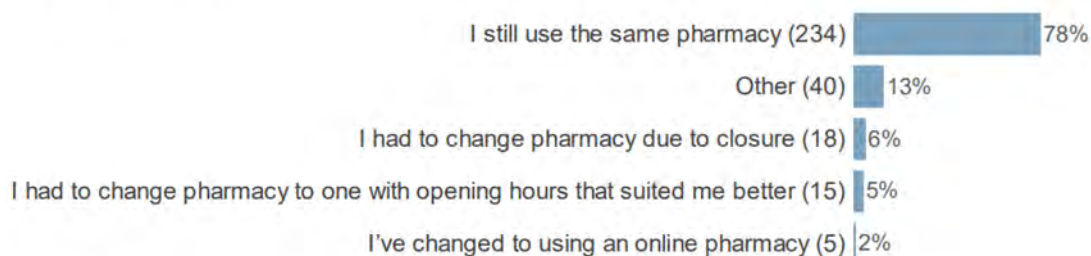 I still use the same pharmacy (234) 78%
Other (40) 13%
I had to change pharmacy due to closure (18) 6%
I had to change pharmacy to one with opening hours that suited me better (15) 5%
I’ve changed to using an online pharmacy (5) 2%